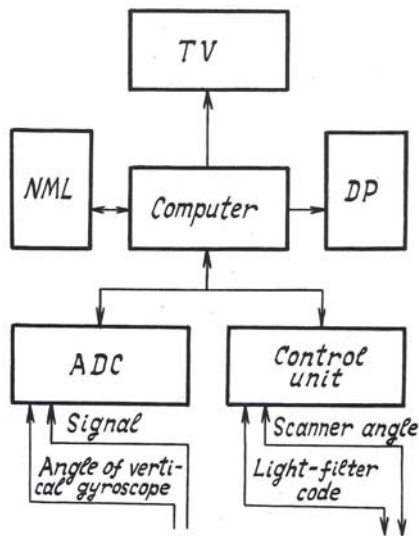 TV
NML
Computer
DP
ADC
Control
unit
Signal
Angle of verti-
cal gyroscope
Scanner angle
Light-filter
code